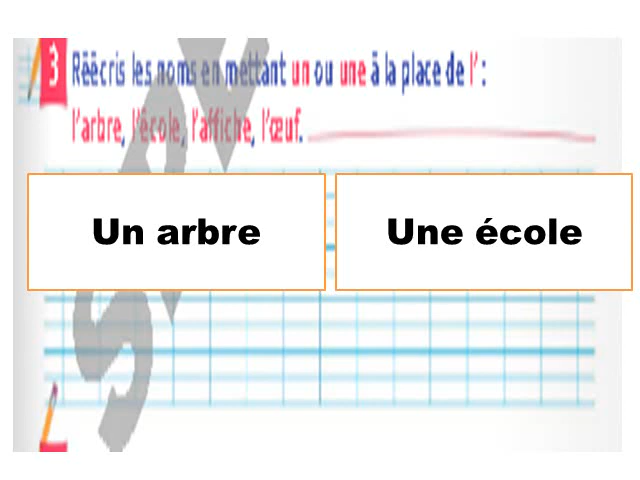 3 Réécris les noms en mettant un ou une à la place de l' :
l'arbre, l'école, l'affiche, l'œuf.
Un arbre
Une école